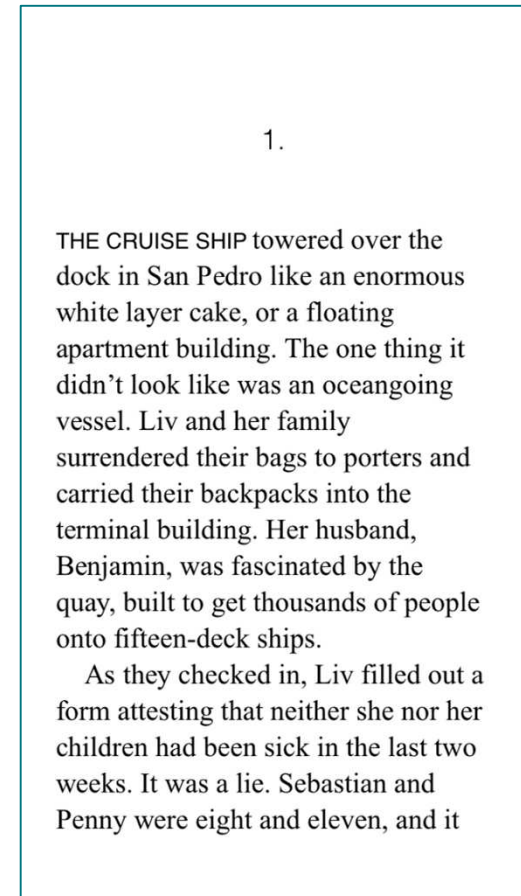 1.
THE CRUISE SHIP towered over the
dock in San Pedro like an enormous
white layer cake, or a floating
apartment building. The one thing it
didn’t look like was an oceangoing
vessel. Liv and her family
surrendered their bags to porters and
carried their backpacks into the
terminal building. Her husband,
Benjamin, was fascinated by the
quay, built to get thousands of people
onto fifteen-deck ships.
As they checked in, Liv filled out a
form attesting that neither she nor her
children had been sick in the last two
weeks. It was a lie. Sebastian and
Penny were eight and eleven, and it